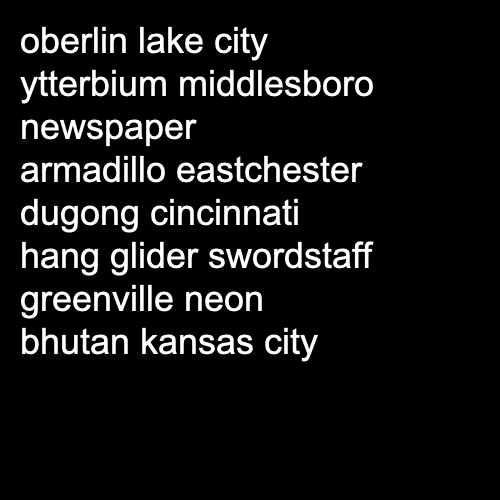 oberlin lake city
ytterbium middlesboro
newspaper
armadillo eastchester
dugong cincinnati
hang glider swordstaff
greenville neon
bhutan kansas city